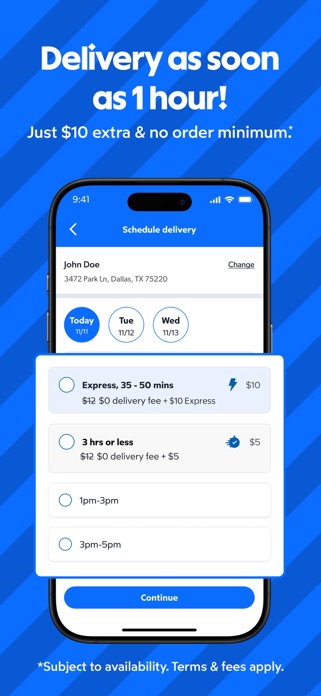 Delivery as soon
as 1 hour!
Just $10 extra & no order minimum.*
9:41
Schedule delivery
John Doe
Change
3472 Park Ln, Dallas, TX 75220
Today
11/11
Tue
11/12
Wed
11/13
Express, 35 - 50 mins
$10
$12 $0 delivery fee + $10 Express
3 hrs or less
$5
$12 $0 delivery fee + $5
1pm-3pm
3pm-5pm
Continue
*Subject to availability. Terms & fees apply.